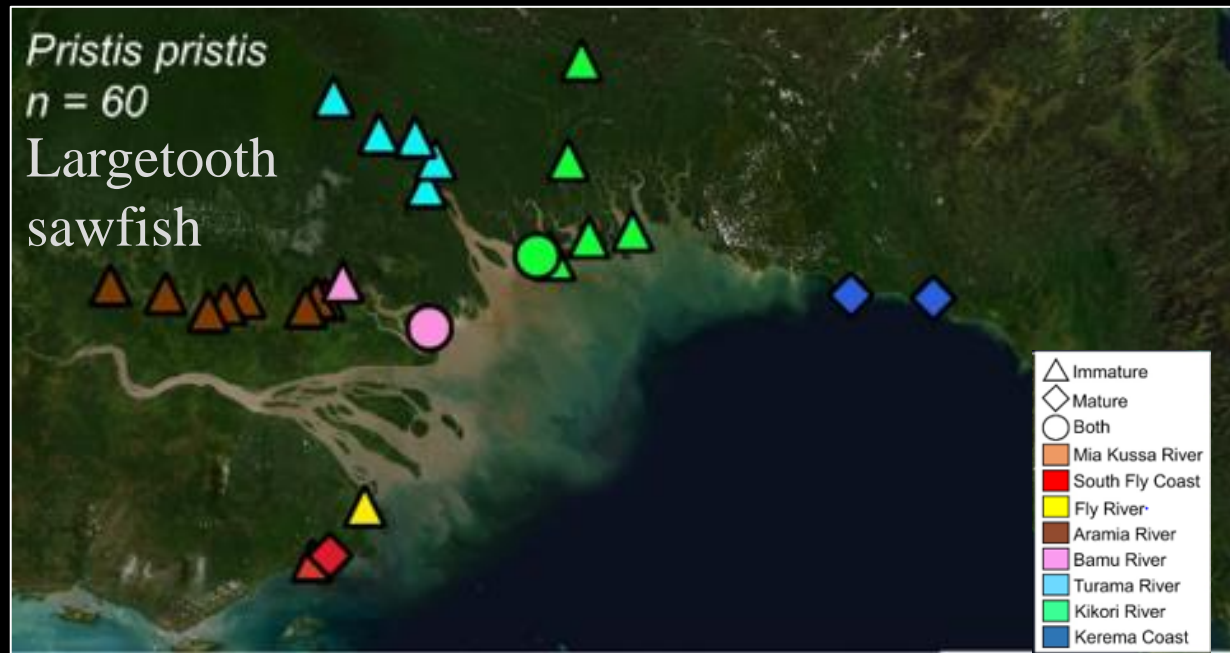 Pristis pristis
n = 60
Largetooth
sawfish
Immature
Mature
Both
Mia Kussa River
South Fly Coast
Fly River
Aramia River
Bamu River
Turama River
Kikori River
Kerema Coast